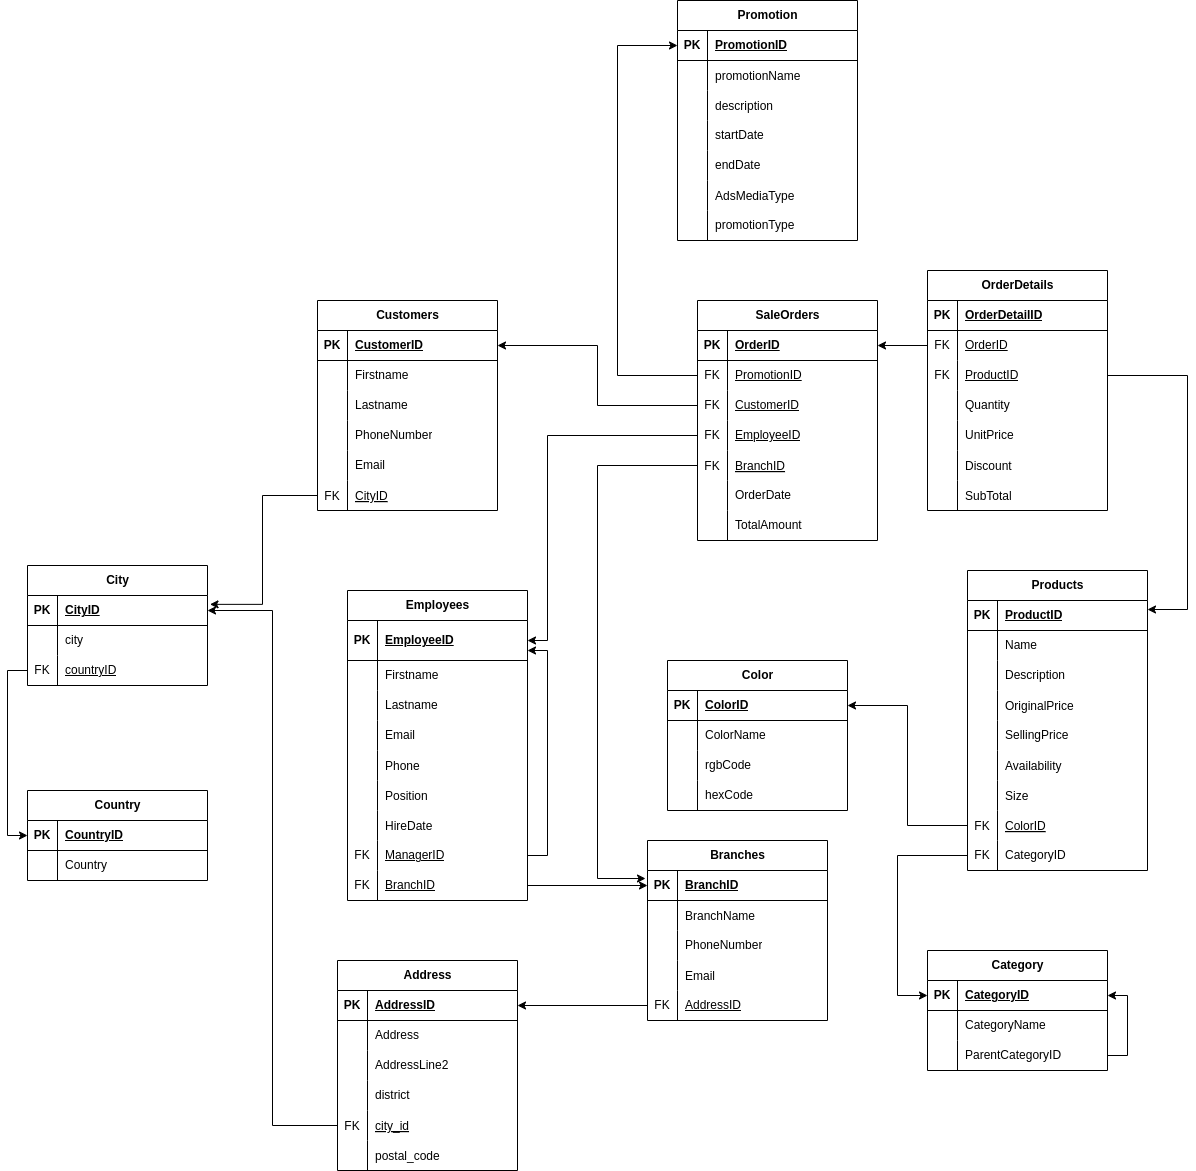 Promotion
PK PromotionID
promotionName
description
startDate
endDate
AdsMediaType
promotionType
OrderDetails
PK OrderDetailID
FK OrderID
FK ProductID
Quantity
UnitPrice
Discount
SubTotal
Customers
PK CustomerID
Firstname
Lastname
PhoneNumber
Email
FK CityID
SaleOrders
PK OrderID
FK PromotionID
FK CustomerID
FK EmployeeID
FK BranchID
OrderDate
TotalAmount
City
PK CityID
city
FK countryID
Employees
PK EmployeeID
Firstname
Lastname
Email
Phone
Position
HireDate
FK ManagerID
FK BranchID
Products
PK ProductID
Name
Description
OriginalPrice
SellingPrice
Availability
Size
FK ColorID
FK CategoryID
Color
PK ColorID
ColorName
rgbCode
hexCode
Country
PK CountryID
Country
Branches
PK BranchID
BranchName
PhoneNumber
Email
FK AddressID
Address
PK AddressID
Address
AddressLine2
district
FK city_id
postal_code
Category
PK CategoryID
CategoryName
ParentCategoryID